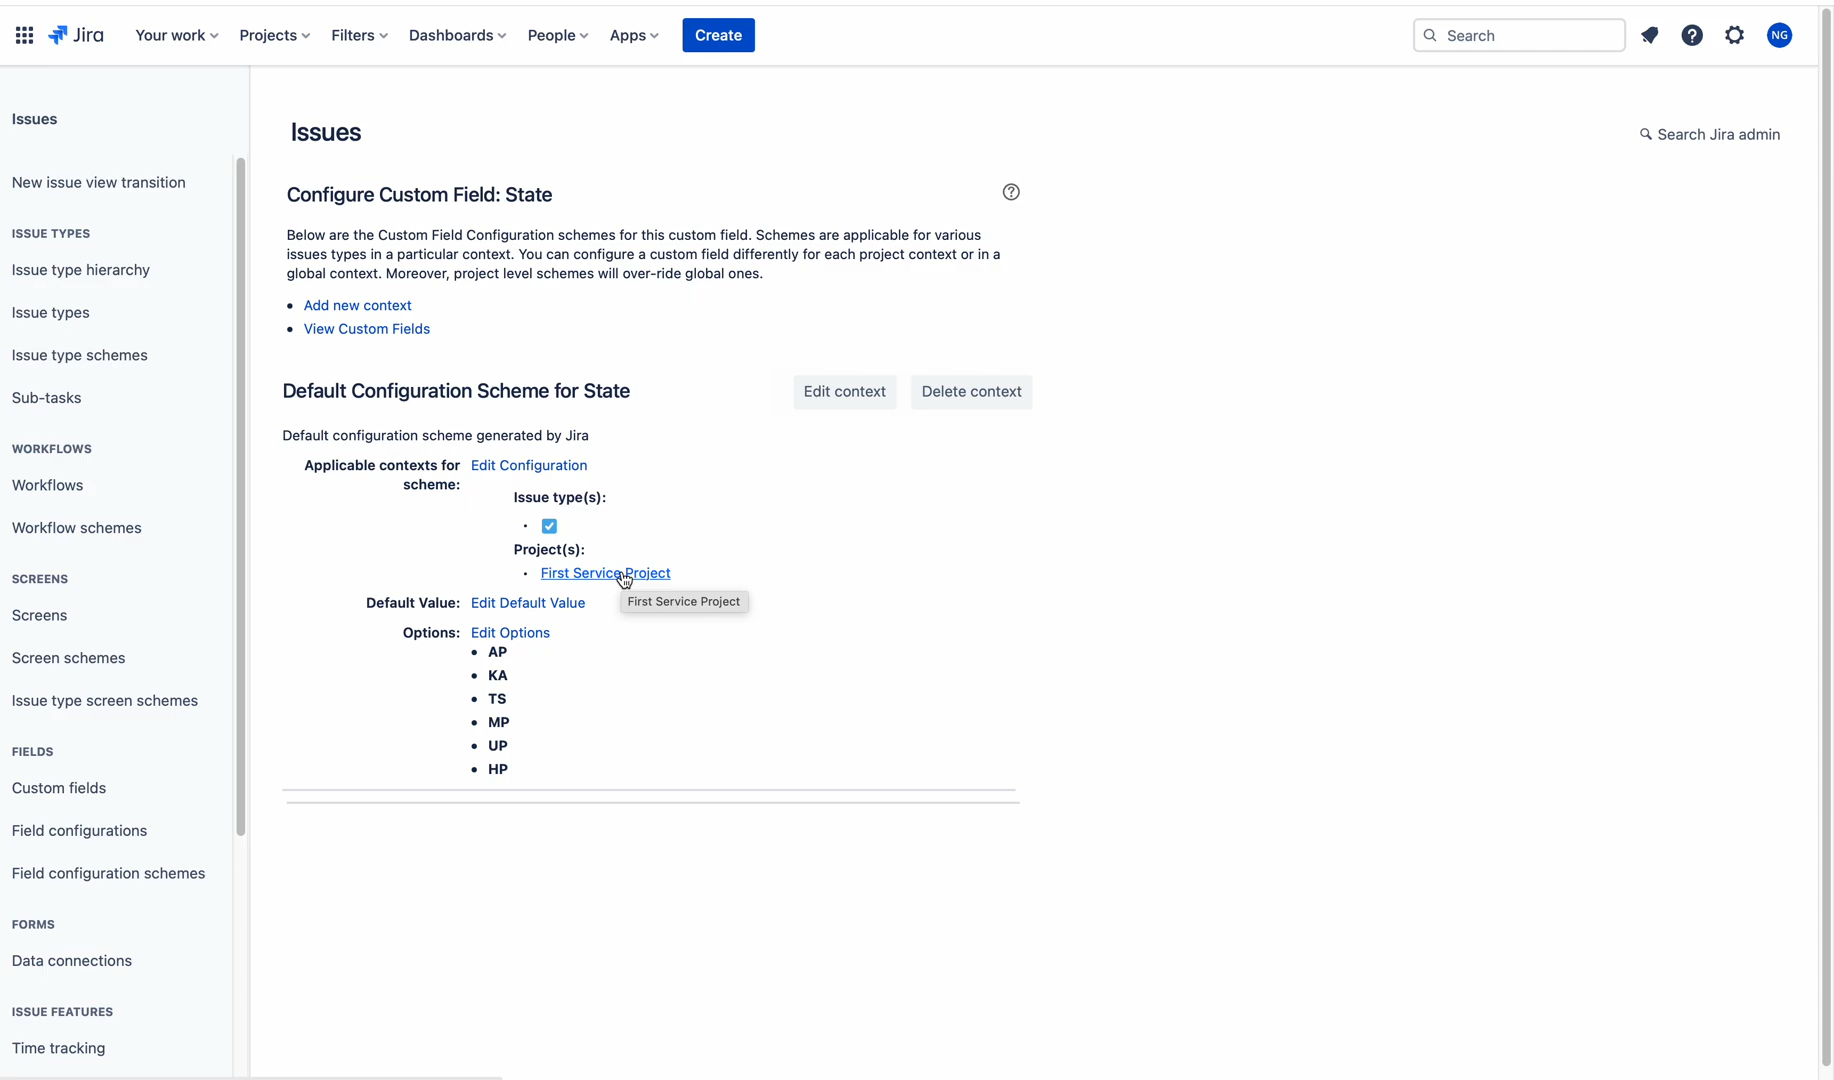 Jira
Your work
Projects
Filters
Dashboards
People
Apps
Create
Search
NG
Issues
New issue view transition
ISSUE TYPES
Issue type hierarchy
Issue types
Issue type schemes
Sub-tasks
WORKFLOWS
Workflows
Workflow schemes
SCREENS
Screens
Screen schemes
Issue type screen schemes
FIELDS
Custom fields
Field configurations
Field configuration schemes
FORMS
Data connections
ISSUE FEATURES
Time tracking
Issues
Search Jira admin
Configure Custom Field: State
Below are the Custom Field Configuration schemes for this custom field. Schemes are applicable for various
issues types in a particular context. You can configure a custom field differently for each project context or in a
global context. Moreover, project level schemes will over-ride global ones.
• Add new context
• View Custom Fields
Default Configuration Scheme for State
Edit context
Delete context
Default configuration scheme generated by Jira
Applicable contexts for Edit Configuration
scheme:
Issue type(s):
Project(s):
• First Service Project
First Service Project
Default Value: Edit Default Value
Options: Edit Options
• AP
• KA
• TS
• MP
• UP
• HP